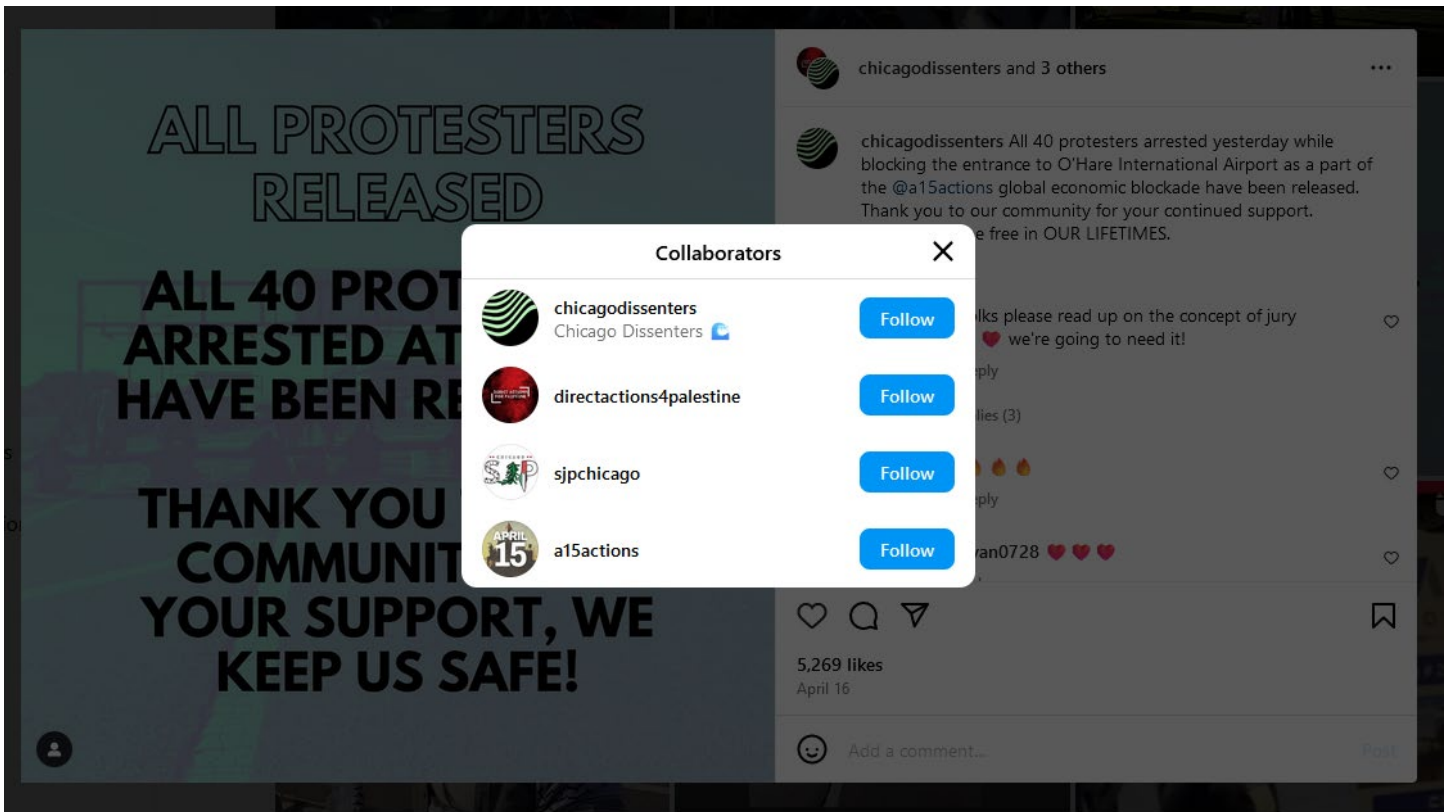 ALL PROTESTERS
RELEASED
ALL 40 PROT
ARRESTED AT
HAVE BEEN RE
THANK YOU
COMMUNIT
YOUR SUPPORT, WE
KEEP US SAFE!
chicagodissenters and 3 others
chicagodissenters All 40 protesters arrested yesterday while
blocking the entrance to O'Hare International Airport as a part of
the @a15actions global economic blockade have been released.
Thank you to our community for your continued support.
e free in OUR LIFETIMES.
lks please read up on the concept of jury
❤️ we're going to need it!
eply
lies (3)
🔥 🔥
eply
van0728 ❤️ ❤️ ❤️
5,269 likes
April 16
Add a comment...
Post
Collaborators
chicagodissenters
Chicago Dissenters 🌊
Follow
directactions4palestine
Follow
SJP
sjpchicago
Follow
APRIL
15
a15actions
Follow